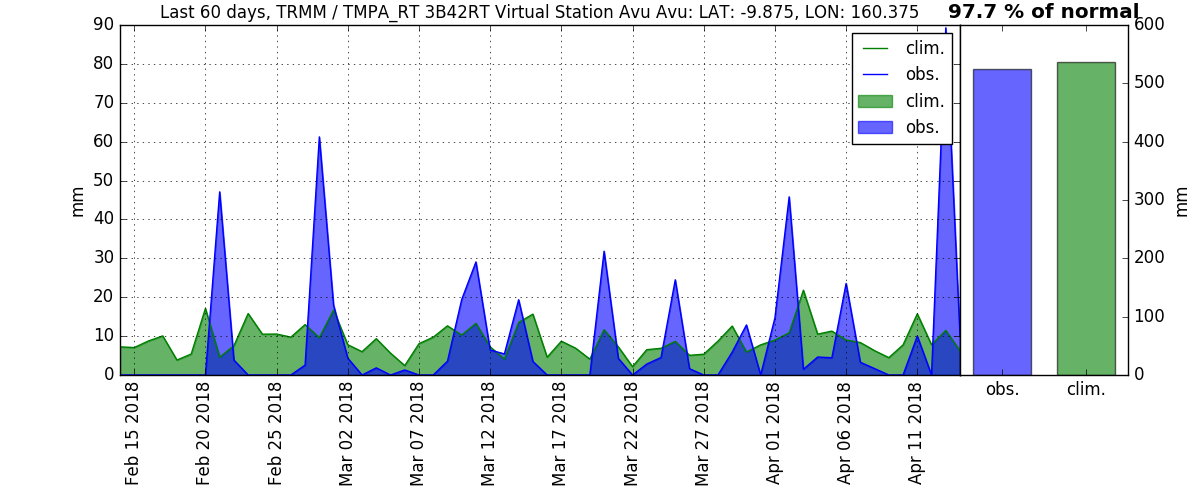 Last 60 days, TRMM / TMPA_RT 3B42RT Virtual Station Avu Avu: LAT: -9.875, LON: 160.375
97.7 % of normal
90
80
70
60
50
40
30
20
10
0
mm
clim.
obs.
clim.
obs.
600
500
400
300
200
100
0
mm
Feb 15 2018
Feb 20 2018
Feb 25 2018
Mar 02 2018
Mar 07 2018
Mar 12 2018
Mar 17 2018
Mar 22 2018
Mar 27 2018
Apr 01 2018
Apr 06 2018
Apr 11 2018
obs.
clim.